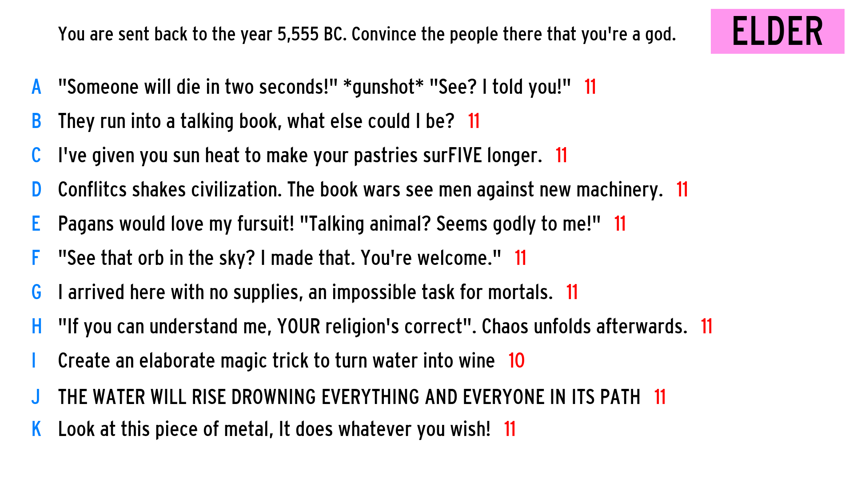 You are sent back to the year 5,555 BC. Convince the people there that you're a god.
ELDER
A "Someone will die in two seconds!" *gunshot* "See? I told you!" 11
B They run into a talking book, what else could I be? 11
C I've given you sun heat to make your pastries surFIVE longer. 11
D Conflitcs shakes civilization. The book wars see men against new machinery. 11
E Pagans would love my fursuit! "Talking animal? Seems godly to me!" 11
F "See that orb in the sky? I made that. You're welcome." 11
G I arrived here with no supplies, an impossible task for mortals. 11
H "If you can understand me, YOUR religion's correct". Chaos unfolds afterwards. 11
I Create an elaborate magic trick to turn water into wine 10
J THE WATER WILL RISE DROWNING EVERYTHING AND EVERYONE IN ITS PATH 11
K Look at this piece of metal, It does whatever you wish! 11